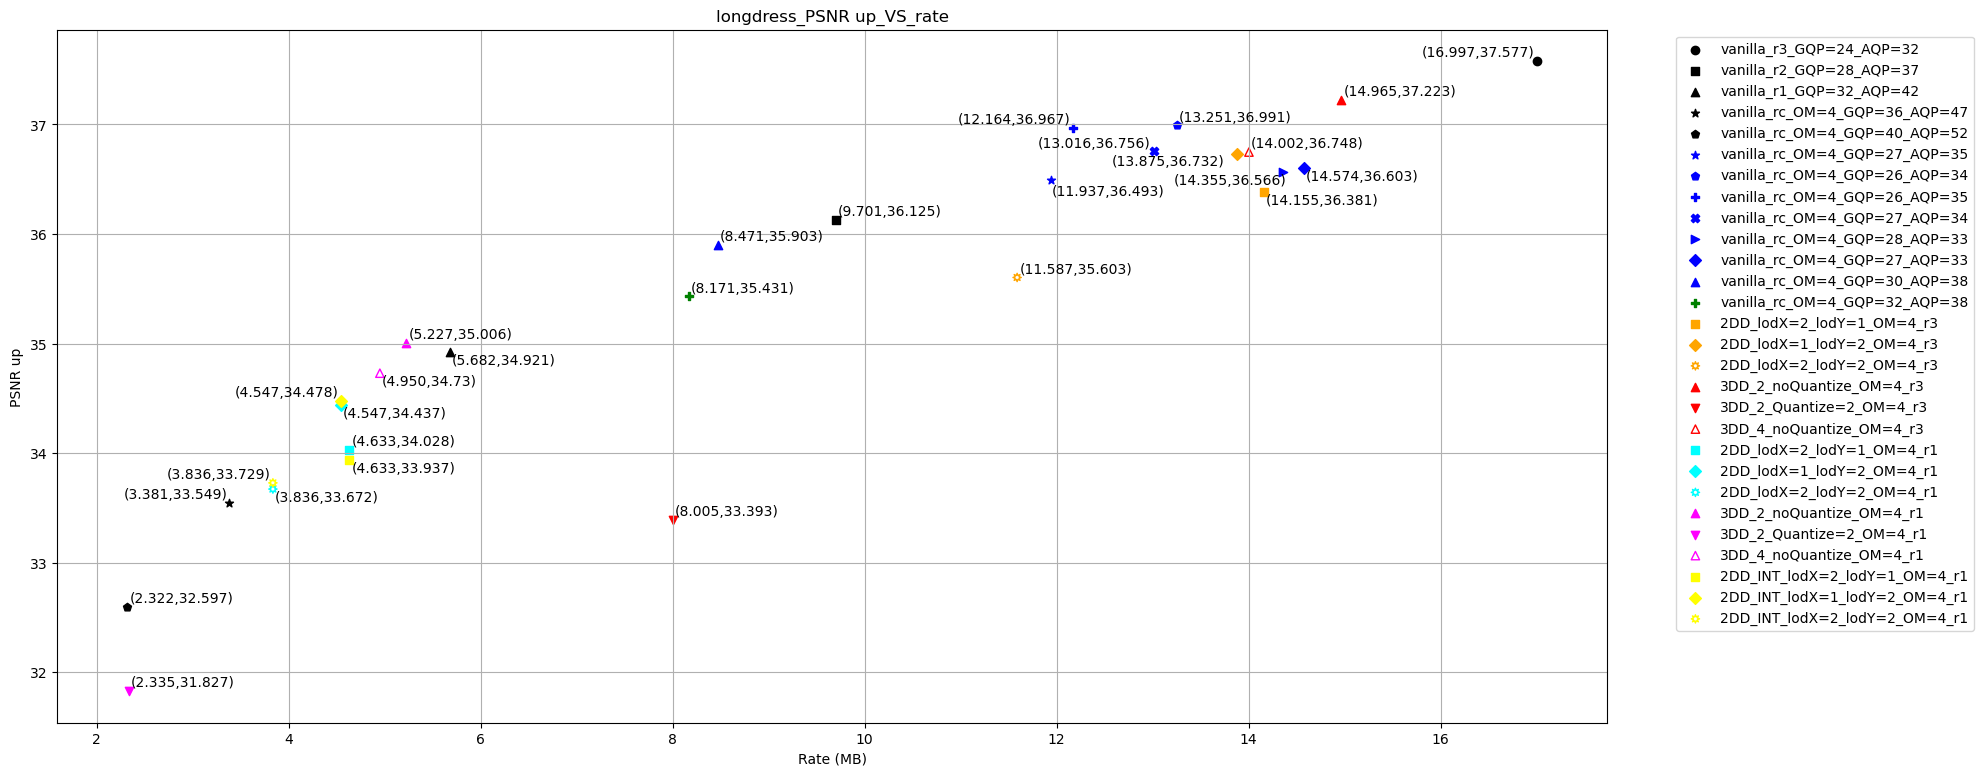 longdress_PSNR up_VS_rate
PSNR up
37
36
35
34
33
32
(16.997,37.577)
(14.965,37.223)
(12.164,36.967)
(13.251,36.991)
(13.016,36.756)
(14.002,36.748)
(13.875,36.732)
(14.355,36.566)
(14.574,36.603)
(11.937,36.493)
(14.155,36.381)
(9.701,36.125)
(8.471,35.903)
(11.587,35.603)
(8.171,35.431)
(5.227,35.006)
(5.682,34.921)
(4.950,34.73)
(4.547,34.478)
(4.547,34.437)
(4.633,34.028)
(4.633,33.937)
(3.836,33.729)
(3.381,33.549)
(3.836,33.672)
(8.005,33.393)
(2.322,32.597)
(2.335,31.827)
2
4
6
8
10
12
14
16
Rate (MB)
vanilla_r3_GQP=24_AQP=32
vanilla_r2_GQP=28_AQP=37
vanilla_r1_GQP=32_AQP=42
vanilla_rc_OM=4_GQP=36_AQP=47
vanilla_rc_OM=4_GQP=40_AQP=52
vanilla_rc_OM=4_GQP=27_AQP=35
vanilla_rc_OM=4_GQP=26_AQP=34
vanilla_rc_OM=4_GQP=26_AQP=35
vanilla_rc_OM=4_GQP=27_AQP=34
vanilla_rc_OM=4_GQP=28_AQP=33
vanilla_rc_OM=4_GQP=27_AQP=33
vanilla_rc_OM=4_GQP=30_AQP=38
vanilla_rc_OM=4_GQP=32_AQP=38
2DD_lodX=2_lodY=1_OM=4_r3
2DD_lodX=1_lodY=2_OM=4_r3
2DD_lodX=2_lodY=2_OM=4_r3
3DD_2_noQuantize_OM=4_r3
3DD_2_Quantize=2_OM=4_r3
3DD_4_noQuantize_OM=4_r3
2DD_lodX=2_lodY=1_OM=4_r1
2DD_lodX=1_lodY=2_OM=4_r1
2DD_lodX=2_lodY=2_OM=4_r1
3DD_2_noQuantize_OM=4_r1
3DD_2_Quantize=2_OM=4_r1
3DD_4_noQuantize_OM=4_r1
2DD_INT_lodX=2_lodY=1_OM=4_r1
2DD_INT_lodX=1_lodY=2_OM=4_r1
2DD_INT_lodX=2_lodY=2_OM=4_r1